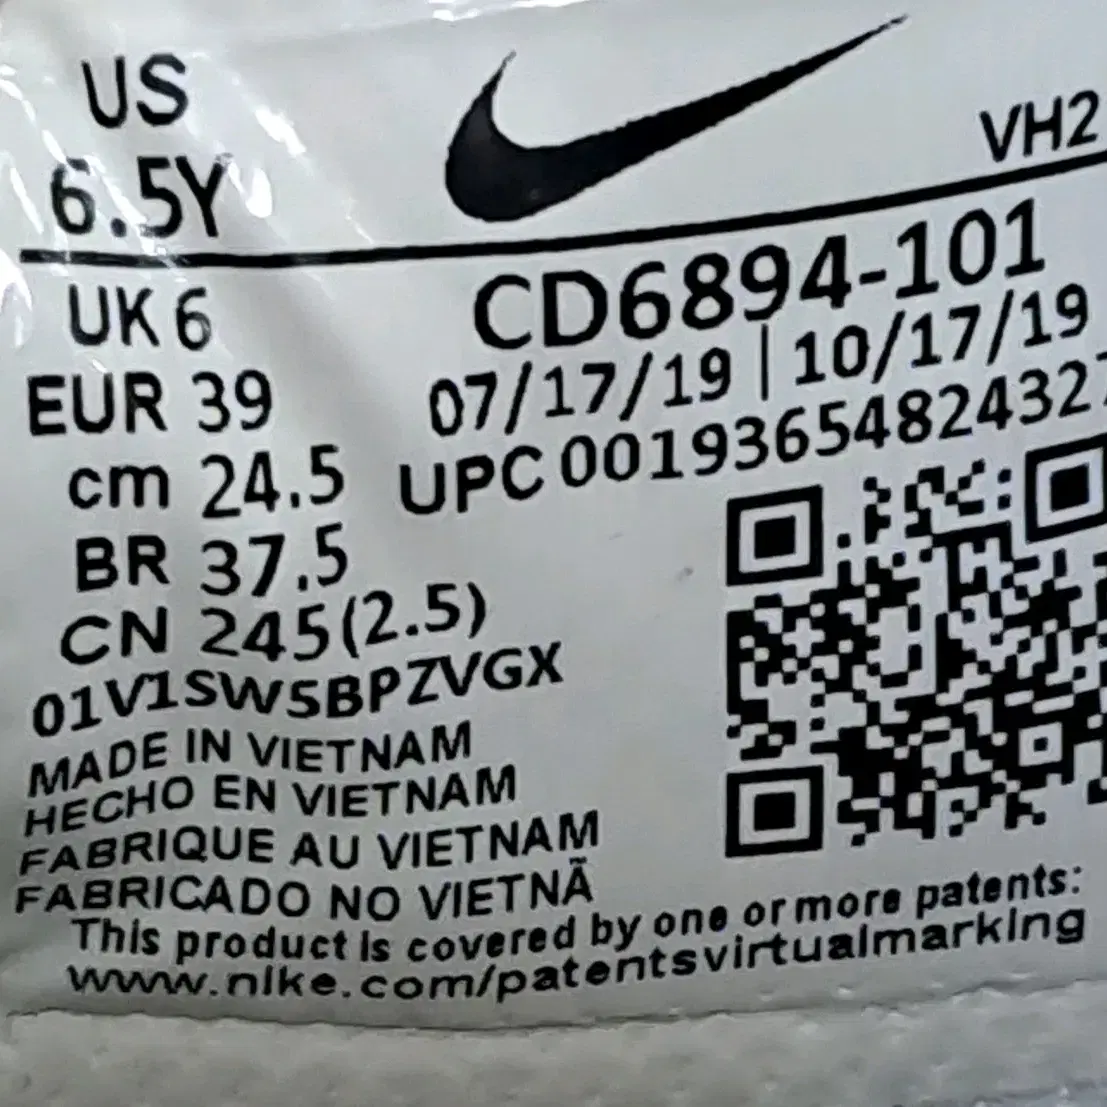 US
6.5Y
VH2
UK 6
CD6894-101
EUR 39
07/17/19 | 10/17/19
cm 24.5
UPC 00193654824327
BR 37.5
CN 245(2.5)
01V1SW5BPZVGX
MADE IN VIETNAM
HECHO EN VIETNAM
FABRIQUE AU VIETNAM
FABRICADO NO VIETNÃ
This product is covered by one or more patents:
www.nike.com/patentsvirtualmarking